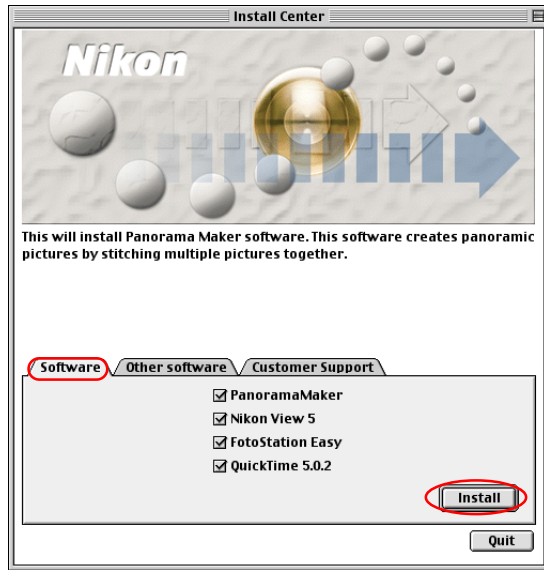 Install Center
Nikon
This will install Panorama Maker software. This software creates panoramic
pictures by stitching multiple pictures together.
Software Other software Customer Support
PanoramaMaker
Nikon View 5
FotoStation Easy
QuickTime 5.0.2
Install
Quit